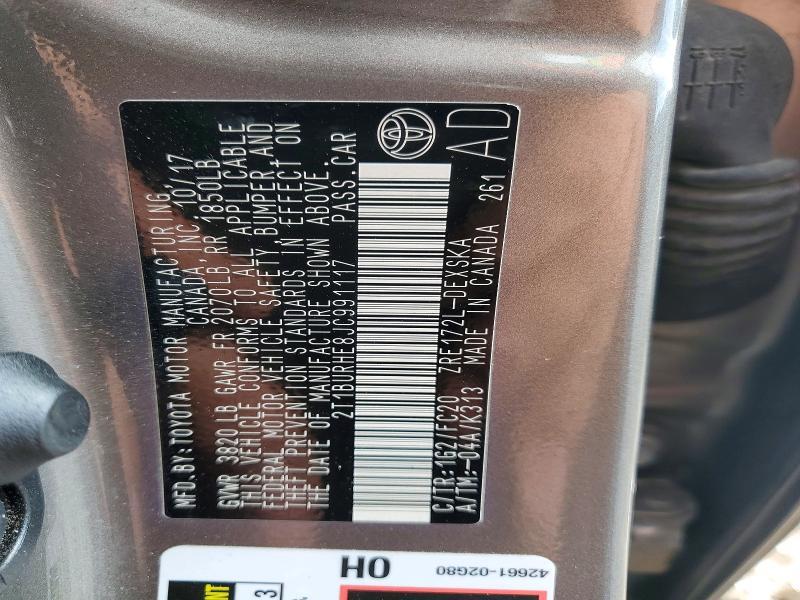 MFD. BY: TOYOTA MOTOR MANUFACTURING,
CANADA, INC. 10/17
GVWR 3820LB GAWR FR 2070LB, RR 1850LB
THIS VEHICLE CONFORMS TO ALL APPLICABLE
FEDERAL MOTOR VEHICLE SAFETY, BUMPER, AND
THEFT PREVENTION STANDARDS IN EFFECT ON
THE DATE OF MANUFACTURE SHOWN ABOVE.
2T1BURHE8JC991117 PASS. CAR
C/TR:1G2/FC20 ZRE172L-DEXSKA
A/TM:-04A/K313 MADE IN CANADA 261
AD
OH
42661-02G80